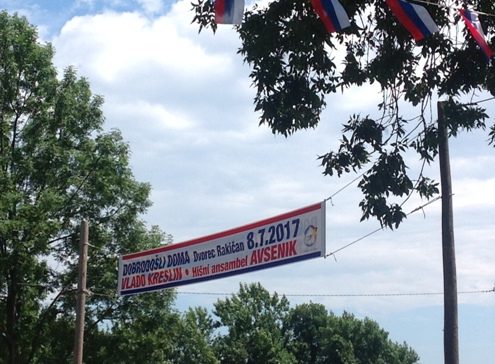 DOBRODOŠLI DOMA Dvorec Rakičan 8.7.2017
VLADO KRESLIN • Hišni ansambel AVSENIK